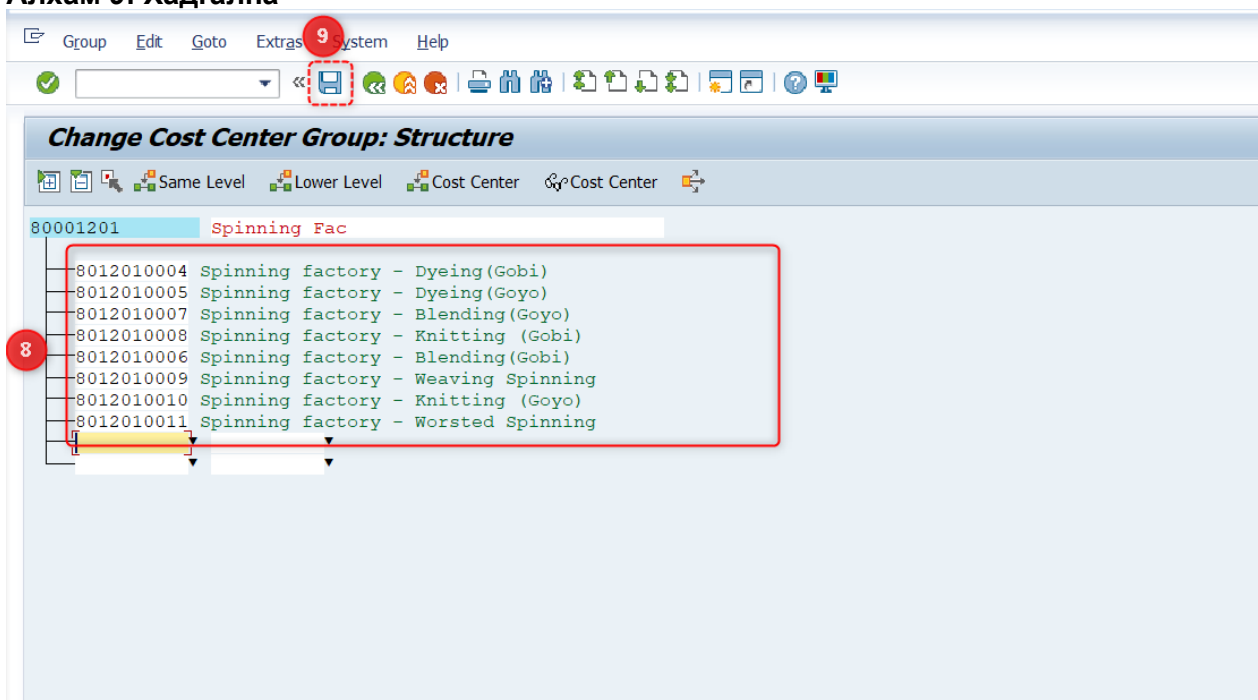 Алхам 9: Хадгална
Group Edit Goto Extras System Help
9
Change Cost Center Group: Structure
Same Level Lower Level Cost Center Cost Center
80001201 Spinning Fac
8012010004 Spinning factory - Dyeing(Gobi)
8012010005 Spinning factory - Dyeing(Goyo)
8012010007 Spinning factory - Blending(Goyo)
8012010008 Spinning factory - Knitting (Gobi)
8
8012010006 Spinning factory - Blending(Gobi)
8012010009 Spinning factory - Weaving Spinning
8012010010 Spinning factory - Knitting (Goyo)
8012010011 Spinning factory - Worsted Spinning